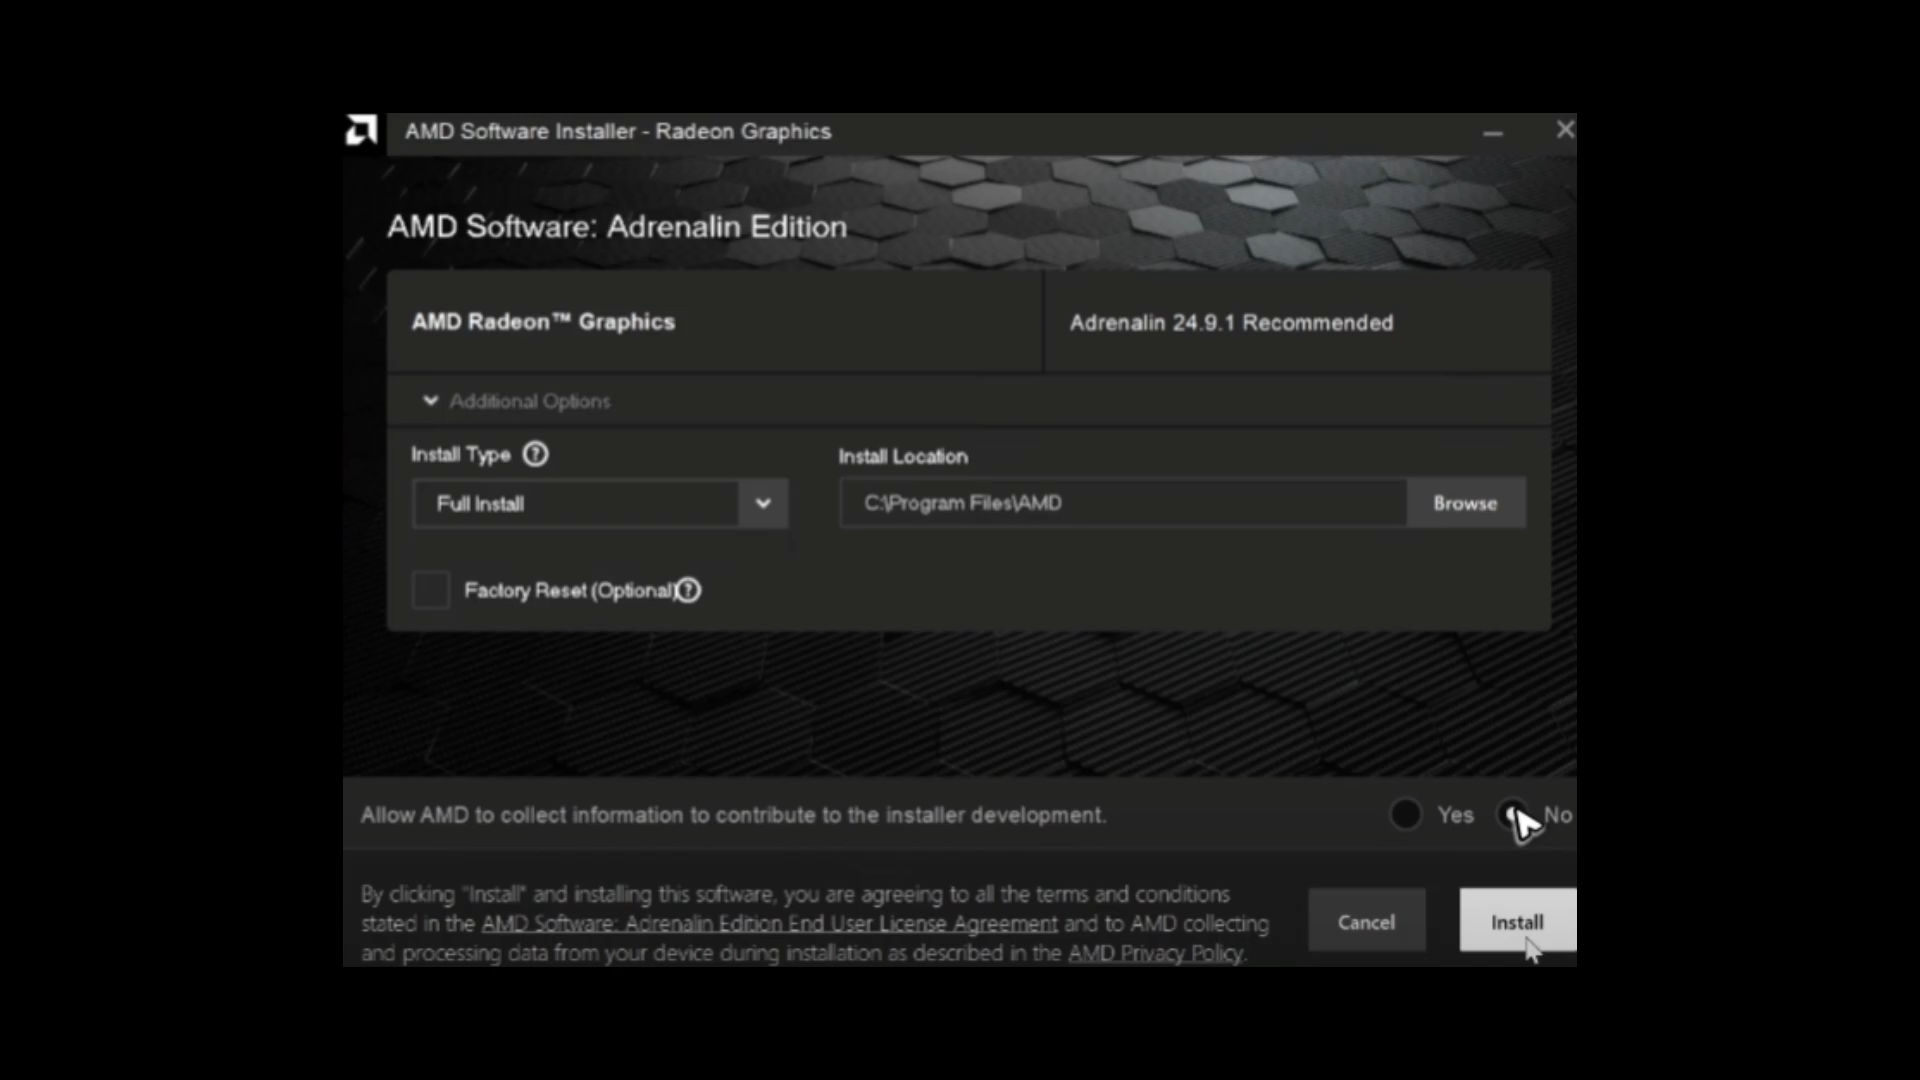 AMD Software Installer - Radeon Graphics
AMD Software: Adrenalin Edition
AMD Radeon™ Graphics
Adrenalin 24.9.1 Recommended
Additional Options
Install Type ?
Install Location
Full Install
C:\Program Files\AMD
Browse
Factory Reset (Optional) ?
Allow AMD to collect information to contribute to the installer development.
Yes
No
By clicking "Install" and installing this software, you are agreeing to all the terms and conditions
stated in the AMD Software: Adrenalin Edition End User License Agreement and to AMD collecting
and processing data from your device during installation as described in the AMD Privacy Policy.
Cancel
Install